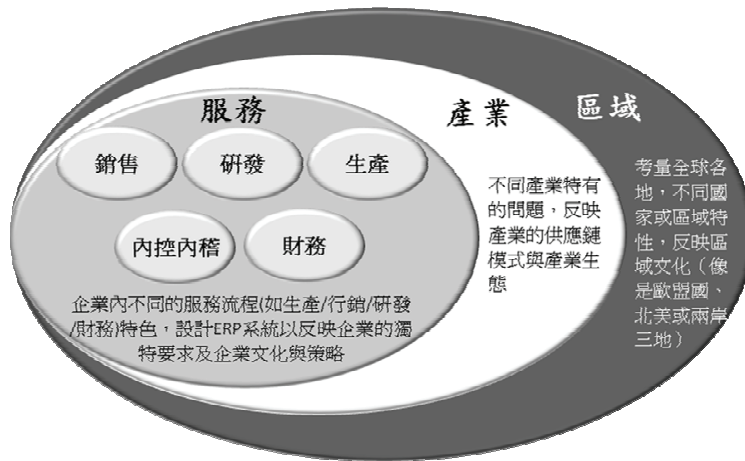 服務
銷售
研發
生產
內控內稽
財務
企業內不同的服務流程(如生產/行銷/研發
/財務)特色，設計ERP系統以反映企業的獨
特要求及企業文化與策略
產業
不同產業特有
的問題，反映
產業的供應鏈
模式與產業生
態
區域
考量全球各
地，不同國
家或區域特
性，反映區
域文化（像
是歐盟國、
北美或兩岸
三地）